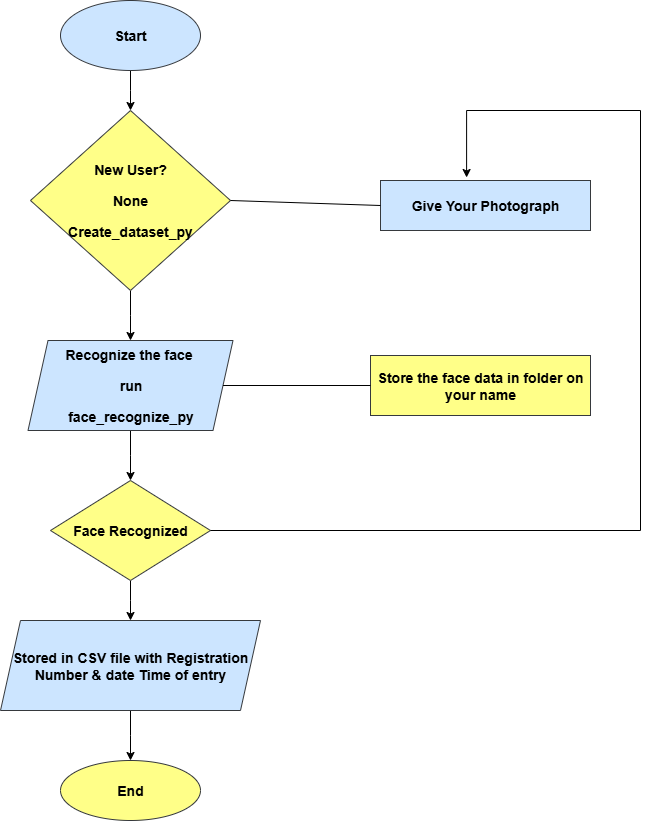 Start
New User?
None
Create_dataset_py
Give Your Photograph
Recognize the face
run
face_recognize_py
Store the face data in folder on
your name
Face Recognized
Stored in CSV file with Registration
Number & date Time of entry
End